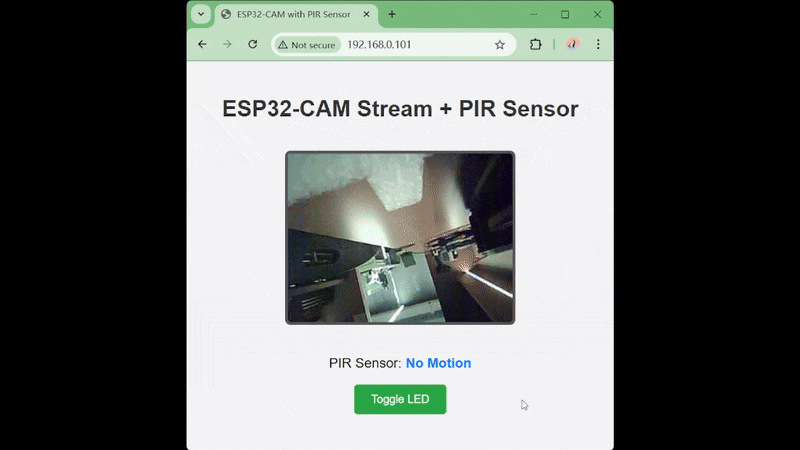 ESP32-CAM with PIR Sensor
Not secure
192.168.0.101
ESP32-CAM Stream + PIR Sensor
PIR Sensor: No Motion
Toggle LED